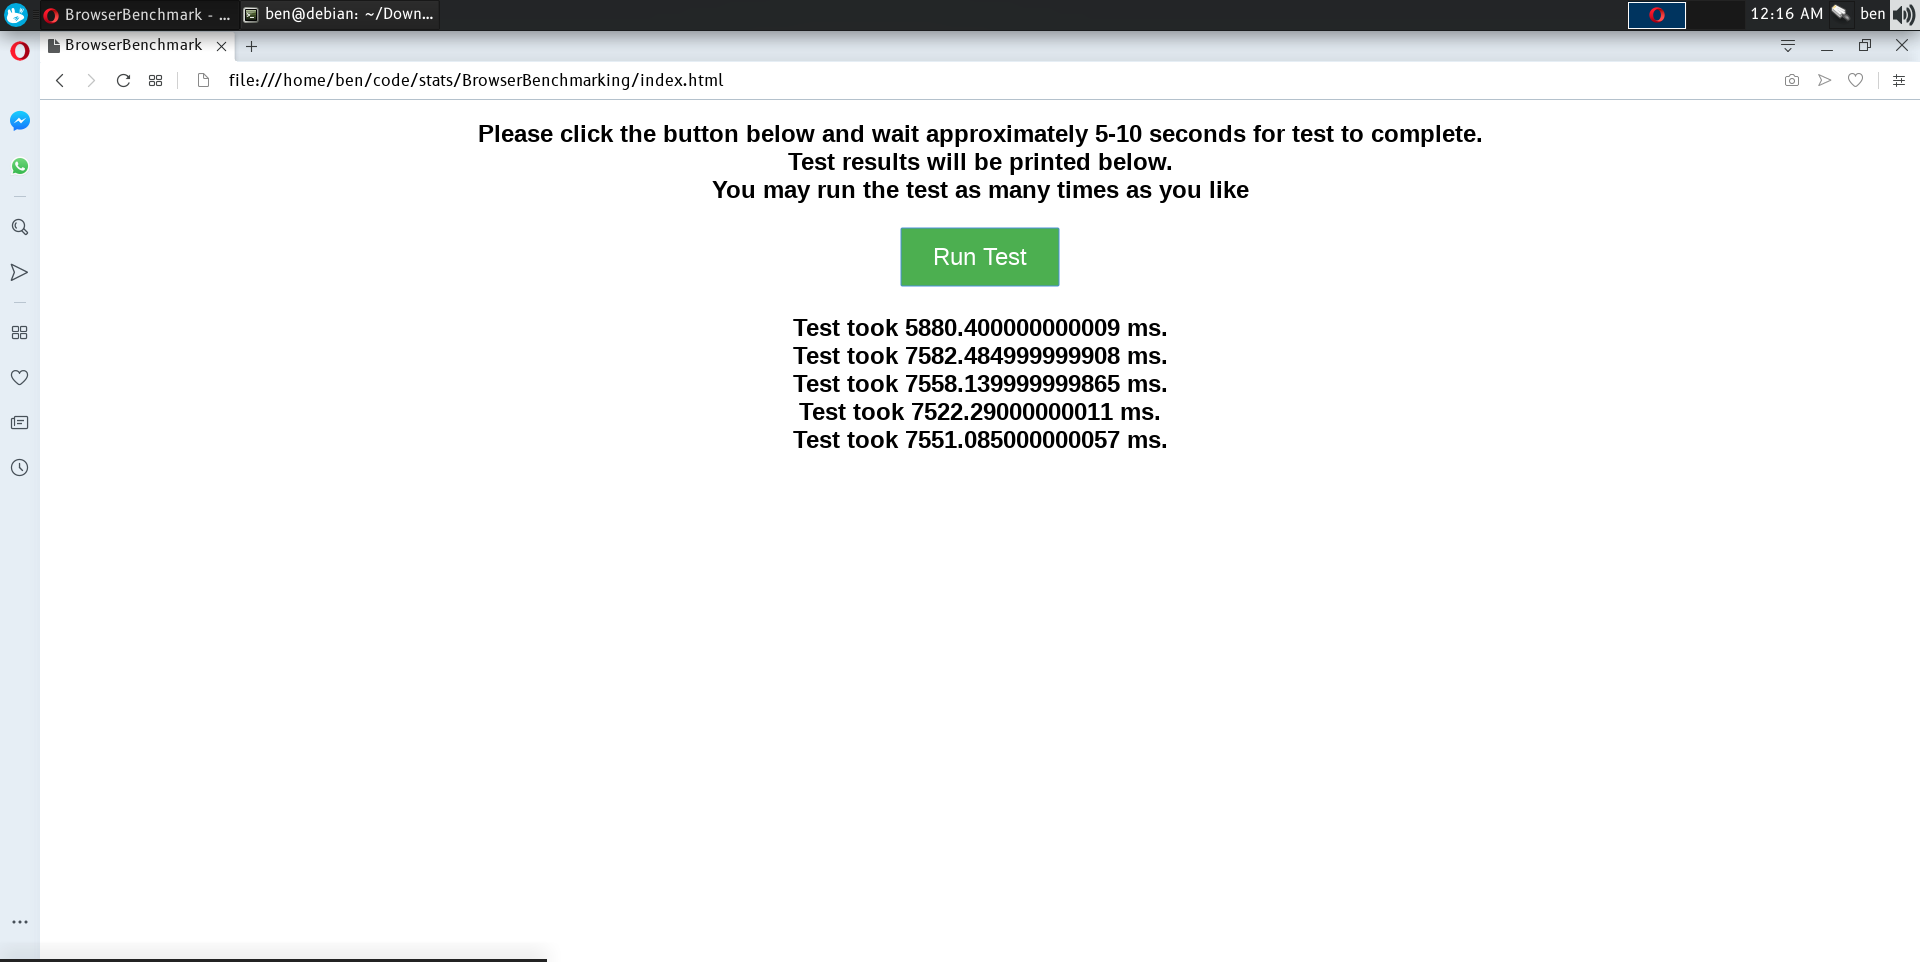 BrowserBenchmark - ...
ben@debian: ~/Down...
12:16 AM
ben
BrowserBenchmark
file:///home/ben/code/stats/BrowserBenchmarking/index.html
Please click the button below and wait approximately 5-10 seconds for test to complete.
Test results will be printed below.
You may run the test as many times as you like
Run Test
Test took 5880.400000000009 ms.
Test took 7582.484999999908 ms.
Test took 7558.139999999865 ms.
Test took 7522.29000000011 ms.
Test took 7551.085000000057 ms.